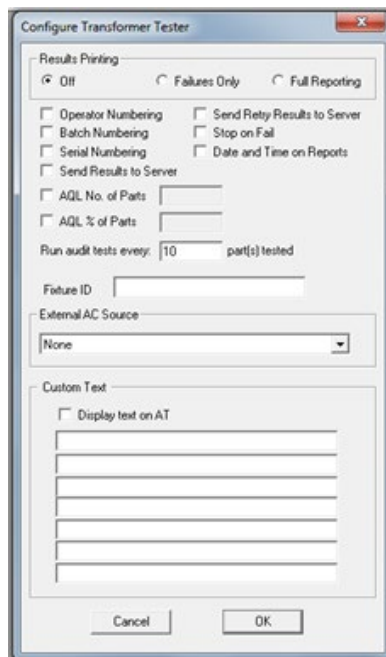 Configure Transformer Tester
Results Printing
Off Failures Only Full Reporting
Operator Numbering Send Retry Results to Server
Batch Numbering Stop on Fail
Serial Numbering Date and Time on Reports
Send Results to Server
AQL No. of Parts
AQL % of Parts
Run audit tests every: 10 part(s) tested
Fixture ID
External AC Source
None
Custom Text
Display text on AT
Cancel OK